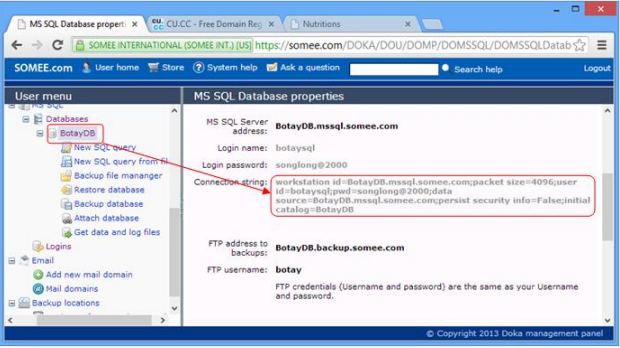 MS SQL Database properti
CU.CC - Free Domain Reg
Nutritions
SOMEE INTERNATIONAL (SOMEE INT.) [US] https://somee.com/DOKA/DOU/DOMP/DOMSSQL/DOMSSQLDatab
SOMEE.com User home Store System help Ask a question Search help Logout
User menu
MS SQL
Databases
BotayDB
New SQL query
New SQL query from fil
Backup file mananger
Restore database
Backup database
Attach database
Get data and log files
Logins
Email
Add new mail domain
Mail domains
Backup locations
MS SQL Database properties
MS SQL Server address: BotayDB.mssql.somee.com
Login name: botaysql
Login password: songlong@2000
Connection string: workstation id=BotayDB.mssql.somee.com;packet size=4096;user
id=botaysql;pwd=songlong@2000;data
source=BotayDB.mssql.somee.com;persist security info=False;initial
catalog=BotayDB
FTP address to backups: BotayDB.backup.somee.com
FTP username: botay
FTP credentials (Username and password) are the same as your Username
and password.
© Copyright 2013 Doka management panel